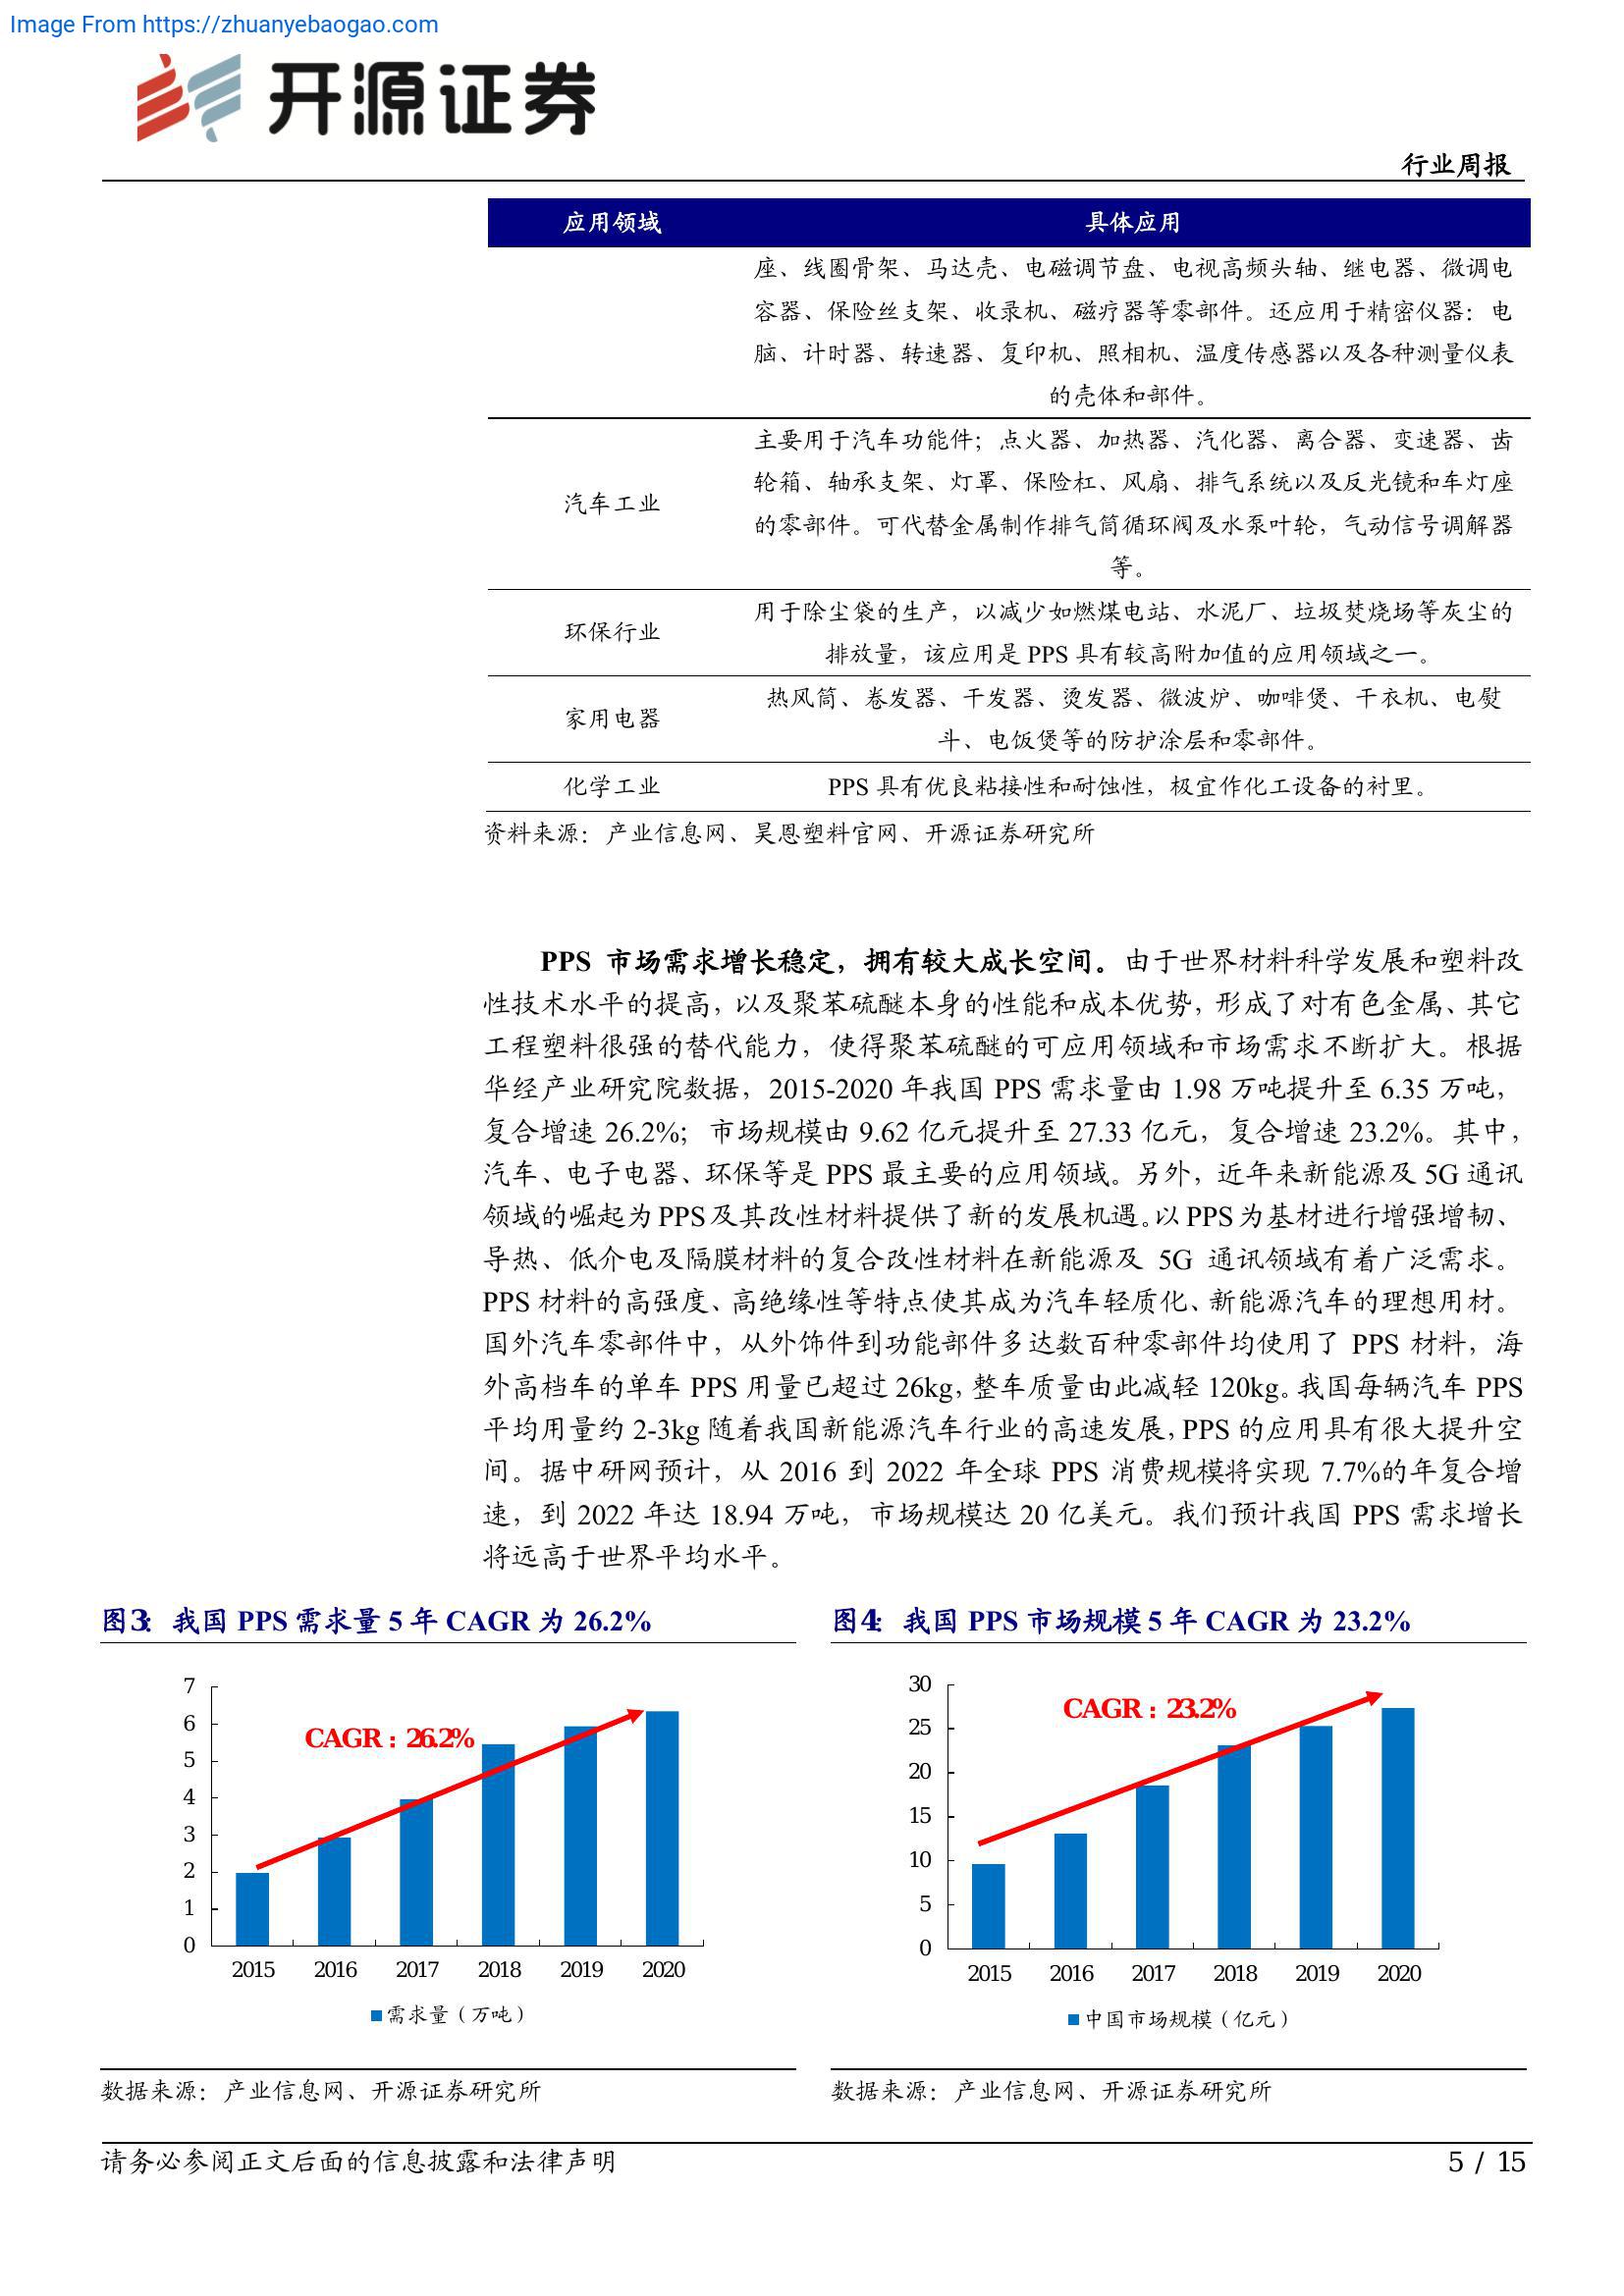 Image From https://zhuanyebaogao.com
开源证券
行业周报
应用领域 具体应用
座、线圈骨架、马达壳、电磁调节盘、电视高频头轴、继电器、微调电
容器、保险丝支架、收录机、磁疗器等零部件。还应用于精密仪器：电
脑、计时器、转速器、复印机、照相机、温度传感器以及各种测量仪表
的壳体和部件。
汽车工业
主要用于汽车功能件；点火器、加热器、汽化器、离合器、变速器、齿
轮箱、轴承支架、灯罩、保险杠、风扇、排气系统以及反光镜和车灯座
的零部件。可代替金属制作排气筒循环阀及水泵叶轮，气动信号调解器
等。
环保行业
用于除尘袋的生产，以减少如燃煤电站、水泥厂、垃圾焚烧场等灰尘的
排放量，该应用是 PPS 具有较高附加值的应用领域之一。
家用电器
热风筒、卷发器、干发器、烫发器、微波炉、咖啡煲、干衣机、电熨
斗、电饭煲等的防护涂层和零部件。
化学工业 PPS 具有优良粘接性和耐蚀性，极宜作化工设备的衬里。
资料来源：产业信息网、昊恩塑料官网、开源证券研究所
PPS 市场需求增长稳定，拥有较大成长空间。由于世界材料科学发展和塑料改
性技术水平的提高，以及聚苯硫醚本身的性能和成本优势，形成了对有色金属、其它
工程塑料很强的替代能力，使得聚苯硫醚的可应用领域和市场需求不断扩大。根据
华经产业研究院数据，2015-2020 年我国 PPS 需求量由 1.98 万吨提升至 6.35 万吨，
复合增速 26.2%；市场规模由 9.62 亿元提升至 27.33 亿元，复合增速 23.2%。其中，
汽车、电子电器、环保等是 PPS 最主要的应用领域。另外，近年来新能源及 5G 通讯
领域的崛起为 PPS 及其改性材料提供了新的发展机遇。以 PPS 为基材进行增强增韧、
导热、低介电及隔膜材料的复合改性材料在新能源及 5G 通讯领域有着广泛需求。
PPS 材料的高强度、高绝缘性等特点使其成为汽车轻质化、新能源汽车的理想用材。
国外汽车零部件中，从外饰件到功能部件多达数百种零部件均使用了 PPS 材料，海
外高档车的单车 PPS 用量已超过 26kg，整车质量由此减轻 120kg。我国每辆汽车 PPS
平均用量约 2-3kg 随着我国新能源汽车行业的高速发展，PPS 的应用具有很大提升空
间。据中研网预计，从 2016 到 2022 年全球 PPS 消费规模将实现 7.7%的年复合增
速，到 2022 年达 18.94 万吨，市场规模达 20 亿美元。我们预计我国 PPS 需求增长
将远高于世界平均水平。
图3：我国 PPS 需求量 5 年 CAGR 为 26.2%
7
6
5
4
3
2
1
0
CAGR：26.2%
2015 2016 2017 2018 2019 2020
需求量（万吨）
数据来源：产业信息网、开源证券研究所
图4：我国 PPS 市场规模 5 年 CAGR 为 23.2%
30
25
20
15
10
5
0
CAGR：23.2%
2015 2016 2017 2018 2019 2020
中国市场规模（亿元）
数据来源：产业信息网、开源证券研究所
请务必参阅正文后面的信息披露和法律声明 5 / 15